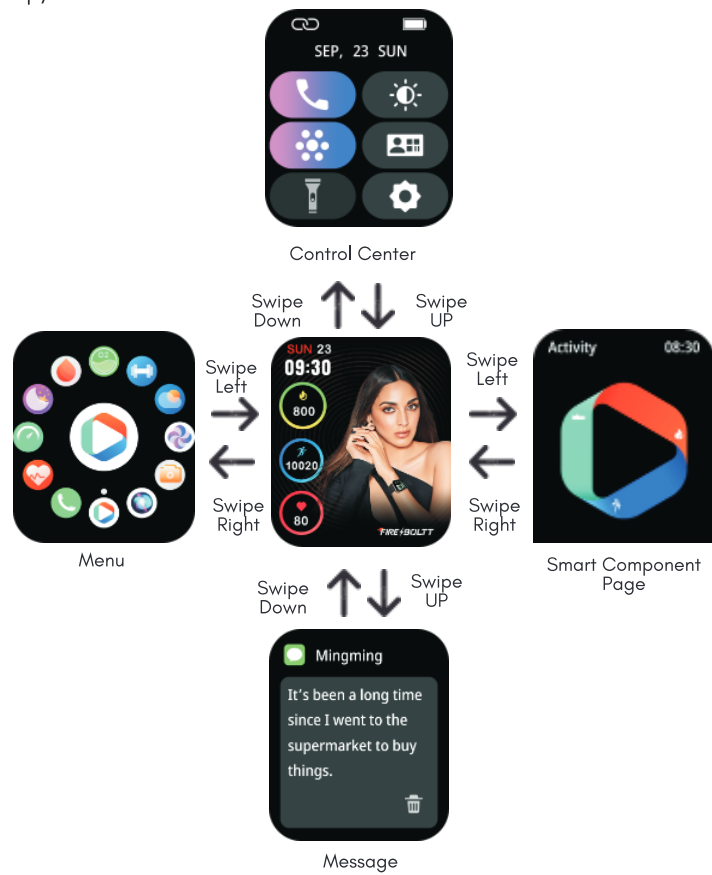 SEP, 23 SUN
Control Center
Swipe Down
Swipe UP
SUN 23
09:30
800
10020
80
FIRE BOLTT
Swipe Left
Swipe Right
Menu
Swipe Left
Swipe Right
Activity 08:30
Smart Component
Page
Swipe Down
Swipe UP
Mingming
It's been a long time
since I went to the
supermarket to buy
things.
Message